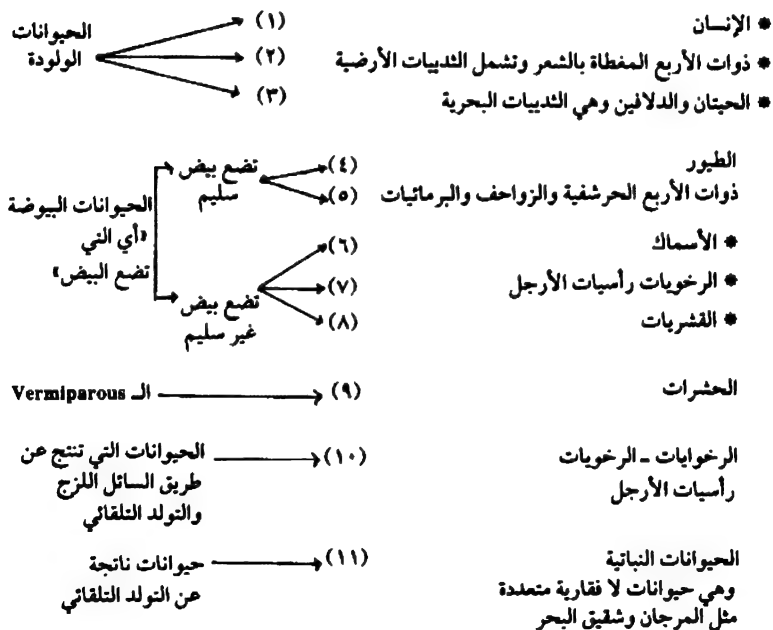 * الإنسان (١) الحيوانات
* ذوات الأربع المغطاة بالشعر وتشمل الثدييات الأرضية (٢) الولودة
* الحيتان والدلافين وهي الثدييات البحرية (٣)
الطيور (٤) تضع بيض
ذوات الأربع الحرشفية والزواحف والبرمائيات (٥) سليم
الحيوانات البيوضة
* الأسماك (٦) «أي التي
* الرخويات رأسيات الأرجل (٧) تضع البيض»
تضع بيض
* القشريات (٨) غير سليم
الحشرات (٩) الـ Vermiparous
الرخوايات - الرخويات (١٠) الحيوانات التي تنتج عن
رأسيات الأرجل طريق السائل اللزج
والتولد التلقائي
الحيوانات النباتية (١١) حيوانات ناتجة
وهي حيوانات لا فقارية متعددة عن التولد التلقائي
مثل المرجان وشقيق البحر